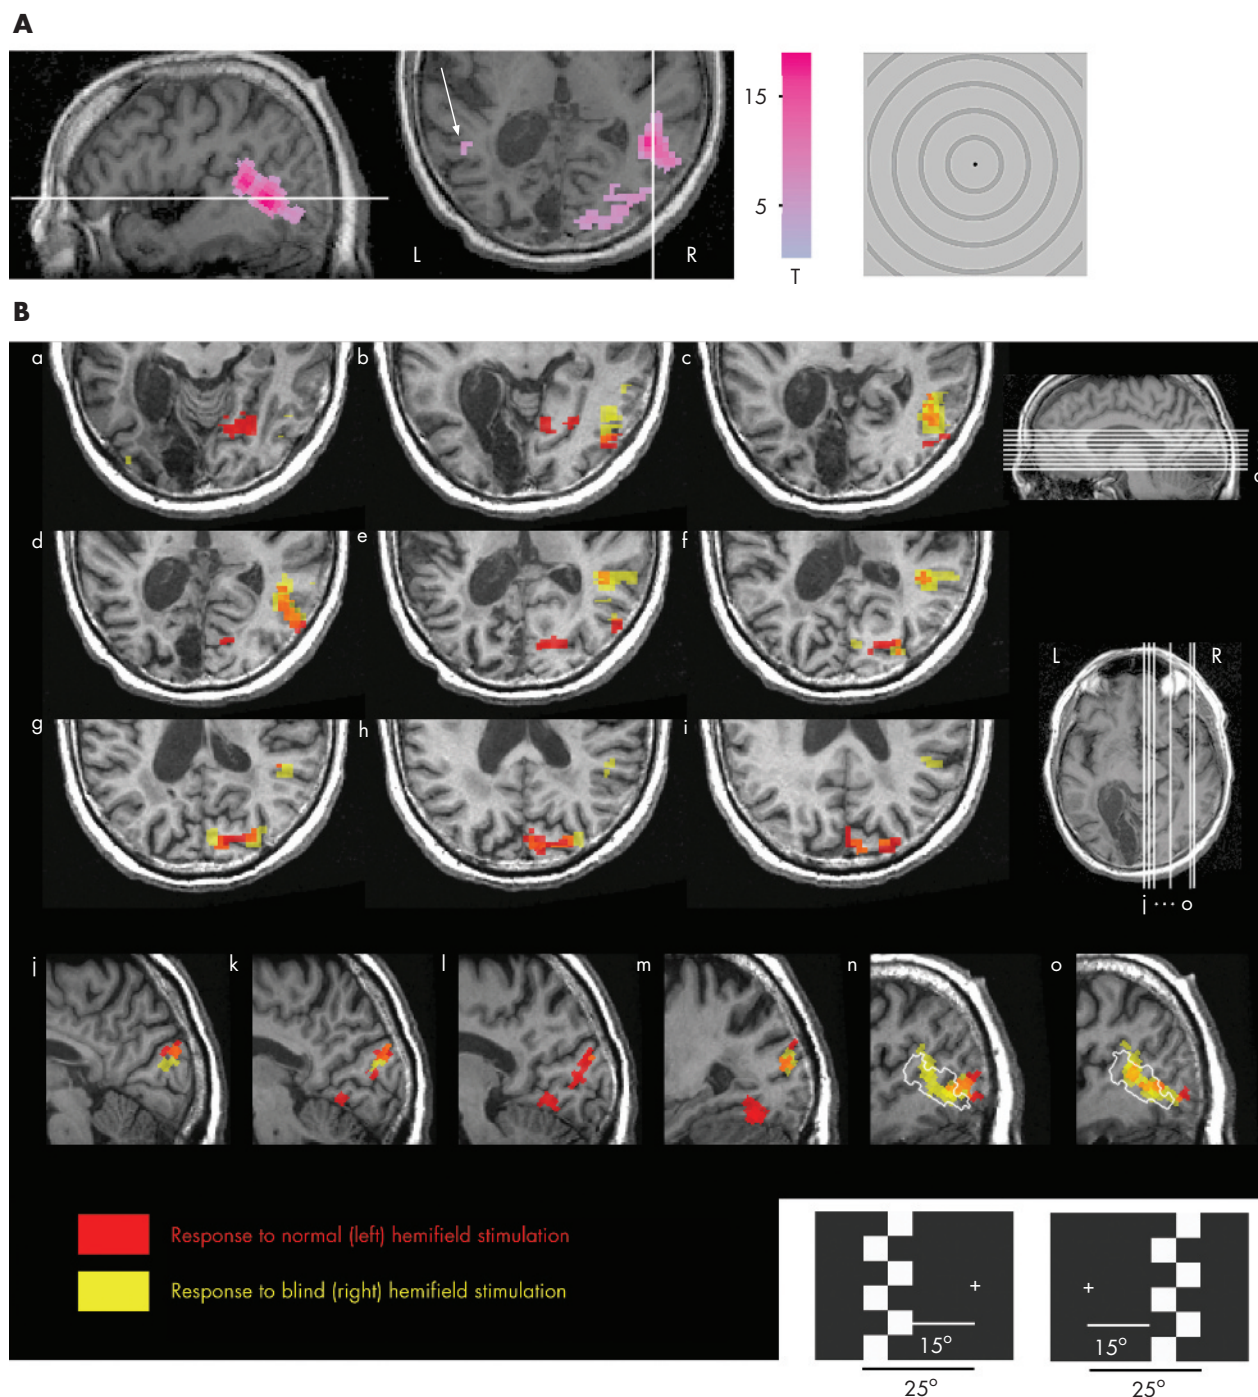 A
L
R
15
5
T
B
a
b
c
d
e
f
L
R
g
h
i
j ··· o
j
k
l
m
n
o
Response to normal (left) hemifield stimulation
Response to blind (right) hemifield stimulation
+
+
15°
15°
25°
25°